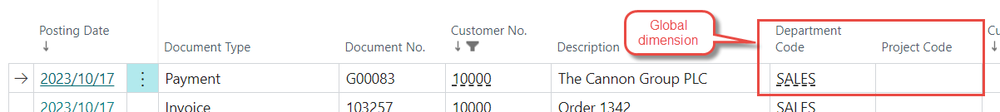 Posting Date
Document Type
Document No.
Customer No.
Description
Global
dimension
Department
Code
Project Code
Cu
2023/10/17
Payment
G00083
10000
The Cannon Group PLC
SALES
2023/10/17
Invoice
103257
10000
Order 1342
SALES